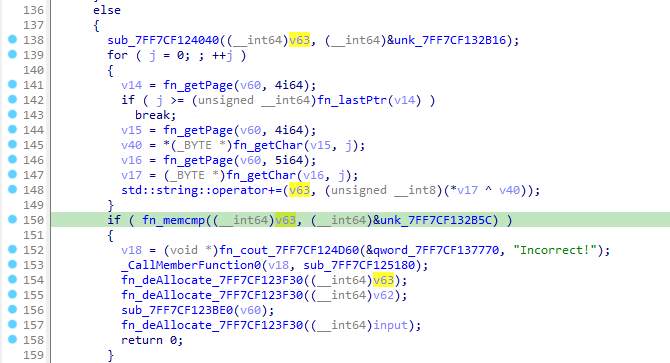 136 else
137 {
138 sub_7FF7CF124040((__int64)v63, (__int64)&unk_7FF7CF132B16);
139 for ( j = 0; ; ++j )
140 {
141 v14 = fn_getPage(v60, 4i64);
142 if ( j >= (unsigned __int64)fn_lastPtr(v14) )
143 break;
144 v15 = fn_getPage(v60, 4i64);
145 v40 = *(_BYTE *)fn_getChar(v15, j);
146 v16 = fn_getPage(v60, 5i64);
147 v17 = (_BYTE *)fn_getChar(v16, j);
148 std::string::operator+=(v63, (unsigned __int8)(*v17 ^ v40));
149 }
150 if ( fn_memcmp((__int64)v63, (__int64)&unk_7FF7CF132B5C) )
151 {
152 v18 = (void *)fn_cout_7FF7CF124D60(&qword_7FF7CF137770, "Incorrect!");
153 _CallMemberFunction0(v18, sub_7FF7CF125180);
154 fn_deAllocate_7FF7CF123F30((__int64)v63);
155 fn_deAllocate_7FF7CF123F30((__int64)v62);
156 sub_7FF7CF123BE0(v60);
157 fn_deAllocate_7FF7CF123F30((__int64)input);
158 return 0;
159 }